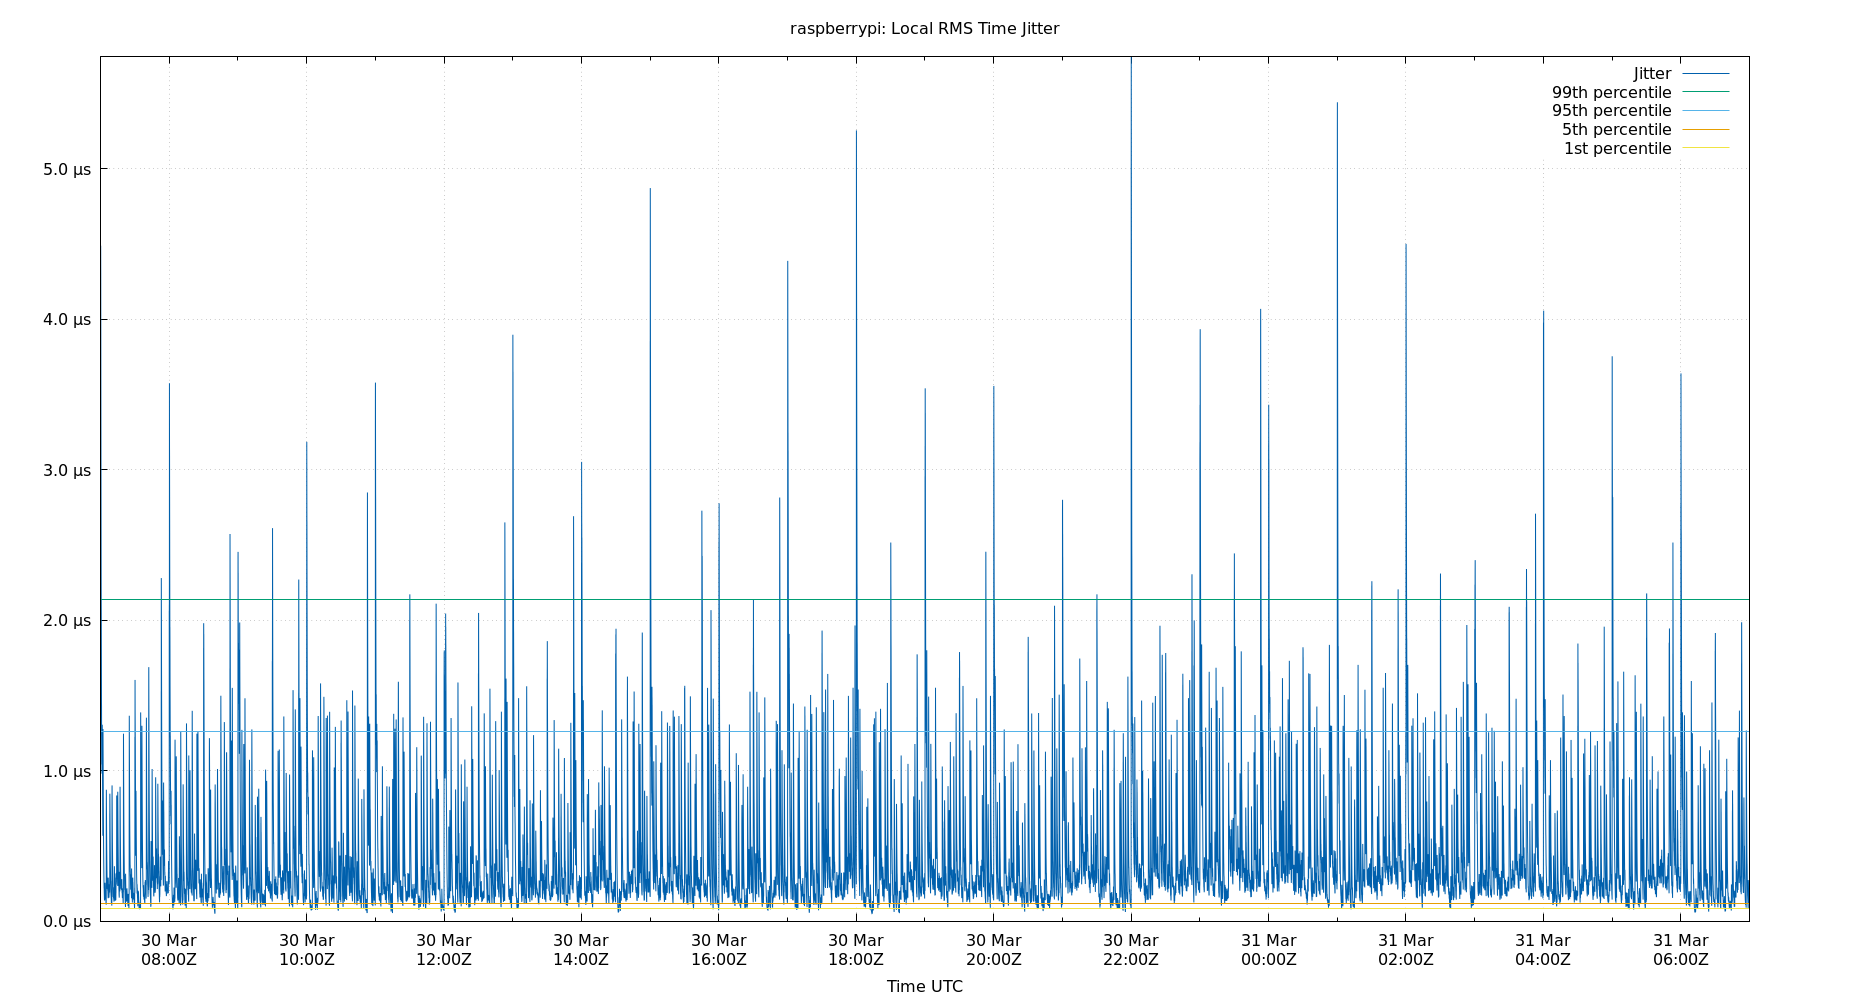 raspberrypi: Local RMS Time Jitter
Jitter
99th percentile
95th percentile
5th percentile
1st percentile
5.0 µs
4.0 µs
3.0 µs
2.0 µs
1.0 µs
0.0 µs
30 Mar 30 Mar 30 Mar 30 Mar 30 Mar 30 Mar 30 Mar 30 Mar 31 Mar 31 Mar 31 Mar 31 Mar
08:00Z 10:00Z 12:00Z 14:00Z 16:00Z 18:00Z 20:00Z 22:00Z 00:00Z 02:00Z 04:00Z 06:00Z
Time UTC